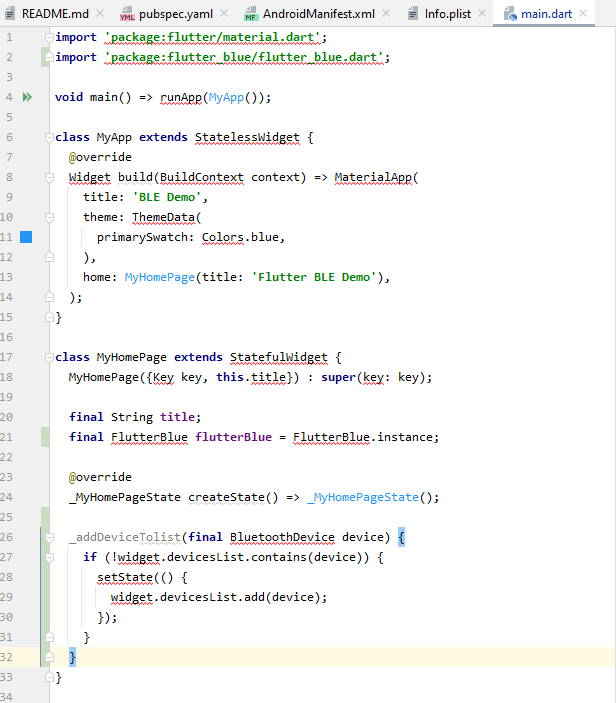 README.md YML pubspec.yaml MF AndroidManifest.xml Info.plist main.dart
1 import 'package:flutter/material.dart';
2 import 'package:flutter_blue/flutter_blue.dart';
3
4 void main() => runApp(MyApp());
5
6 class MyApp extends StatelessWidget {
7 @override
8 Widget build(BuildContext context) => MaterialApp(
9 title: 'BLE Demo',
10 theme: ThemeData(
11 primarySwatch: Colors.blue,
12 ),
13 home: MyHomePage(title: 'Flutter BLE Demo'),
14 );
15 }
16
17 class MyHomePage extends StatefulWidget {
18 MyHomePage({Key key, this.title}) : super(key: key);
19
20 final String title;
21 final FlutterBlue flutterBlue = FlutterBlue.instance;
22
23 @override
24 _MyHomePageState createState() => _MyHomePageState();
25
26 _addDeviceTolist(final BluetoothDevice device) {
27 if (!widget.devicesList.contains(device)) {
28 setState(() {
29 widget.devicesList.add(device);
30 });
31 }
32 }
33 }
34